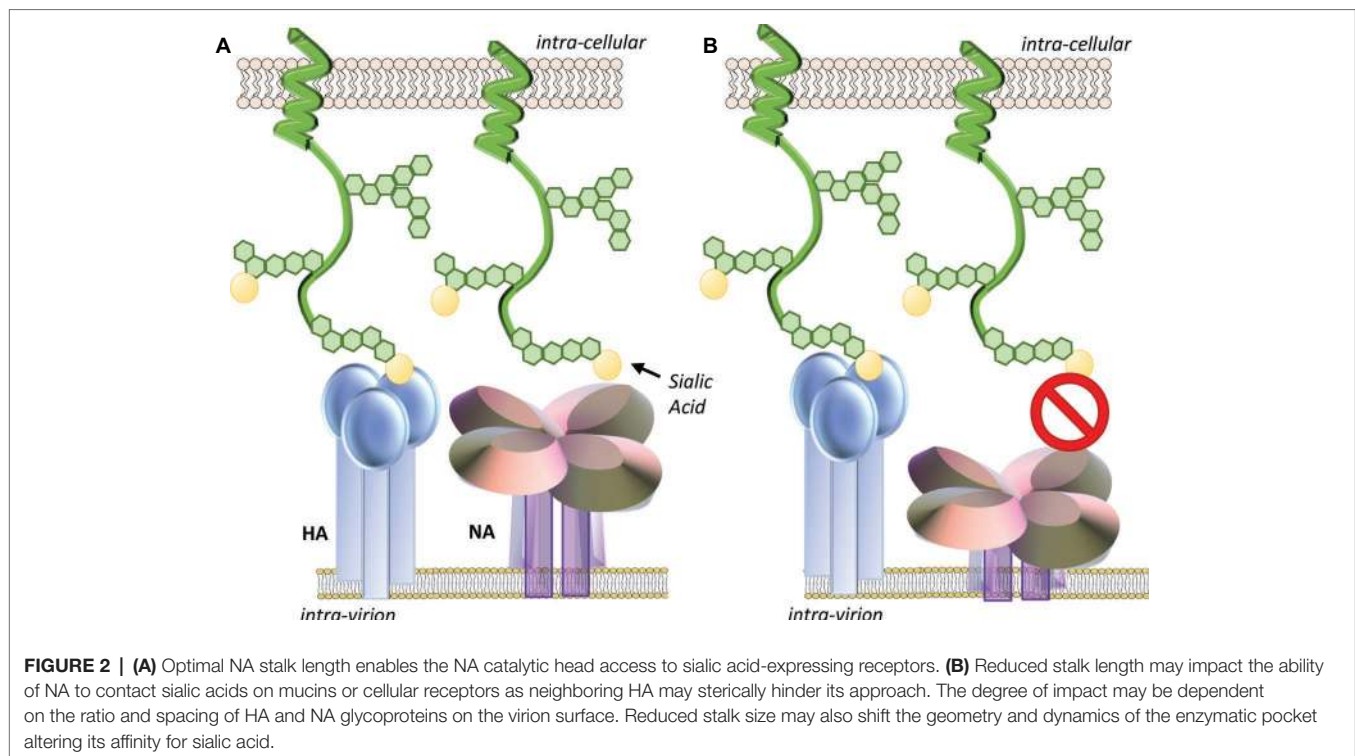 A
intra-cellular
B
intra-cellular
Sialic
Acid
HA
NA
intra-virion
intra-virion
FIGURE 2 | (A) Optimal NA stalk length enables the NA catalytic head access to sialic acid-expressing receptors. (B) Reduced stalk length may impact the ability
of NA to contact sialic acids on mucins or cellular receptors as neighboring HA may sterically hinder its approach. The degree of impact may be dependent
on the ratio and spacing of HA and NA glycoproteins on the virion surface. Reduced stalk size may also shift the geometry and dynamics of the enzymatic pocket
altering its affinity for sialic acid.